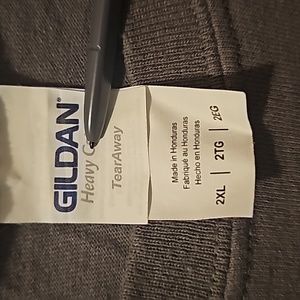 GILDAN®
Heavy C
TearAway
Made in Honduras
Fabriqué au Honduras
Hecho en Honduras
2XL | 2TG | 2EG